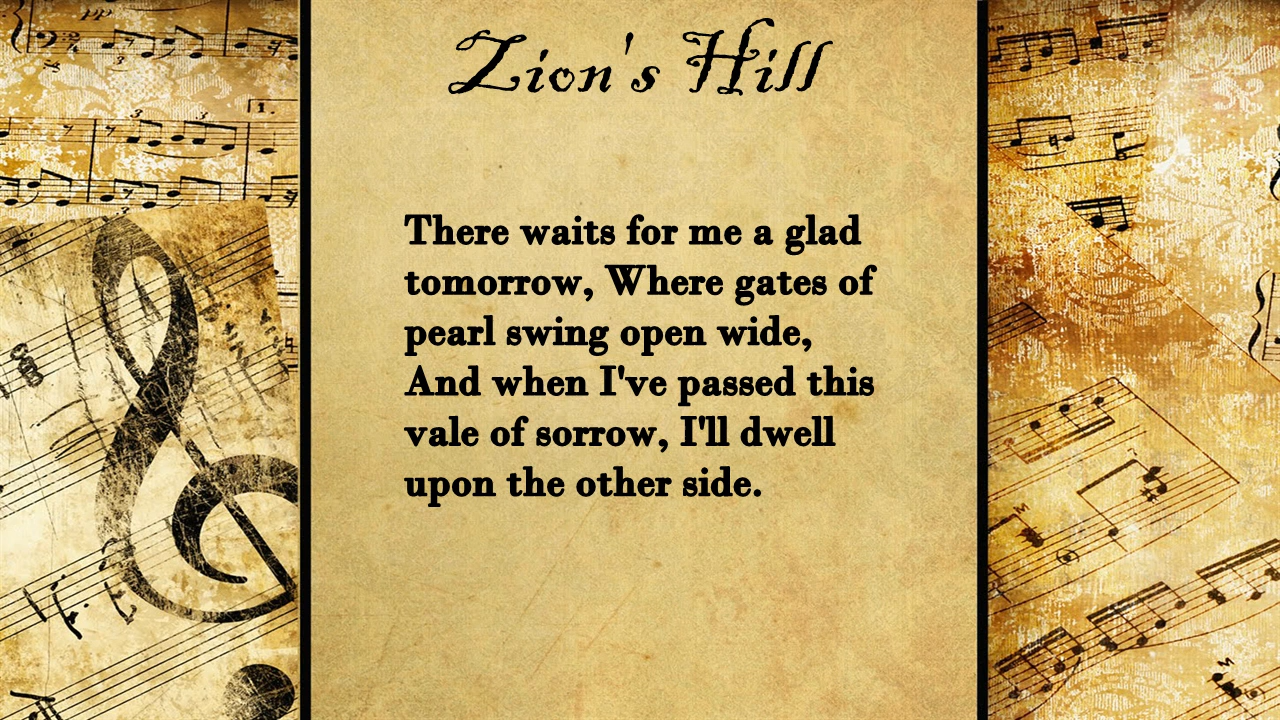 Zion's Hill
There waits for me a glad
tomorrow, Where gates of
pearl swing open wide,
And when I've passed this
vale of sorrow, I'll dwell
upon the other side.